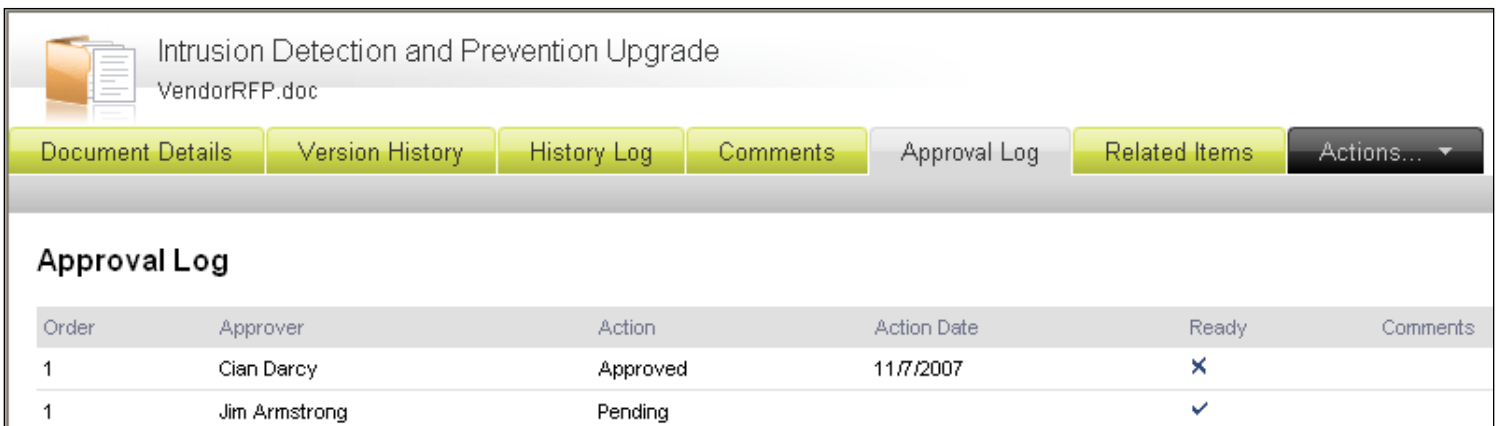 Intrusion Detection and Prevention Upgrade
VendorRFP.doc
Document Details Version History History Log Comments Approval Log Related Items Actions...
Approval Log
Order Approver Action Action Date Ready Comments
1 Cian Darcy Approved 11/7/2007
1 Jim Armstrong Pending